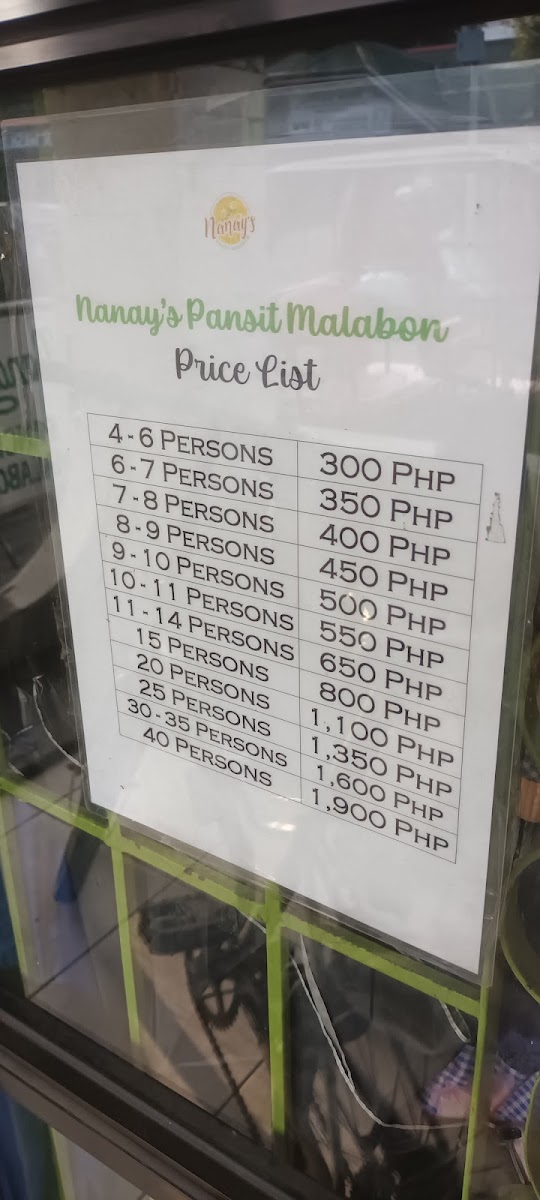 Nanay's
Nanay's Pansit Malabon
Price List
4-6 PERSONS 300 PHP
6-7 PERSONS 350 PHP
7-8 PERSONS 400 PHP
8-9 PERSONS 450 PHP
9-10 PERSONS 500 PHP
10-11 PERSONS 550 PHP
11-14 PERSONS 650 PHP
15 PERSONS 800 PHP
20 PERSONS 1,100 PHP
25 PERSONS 1,350 PHP
30-35 PERSONS 1,600 PHP
40 PERSONS 1,900 PHP